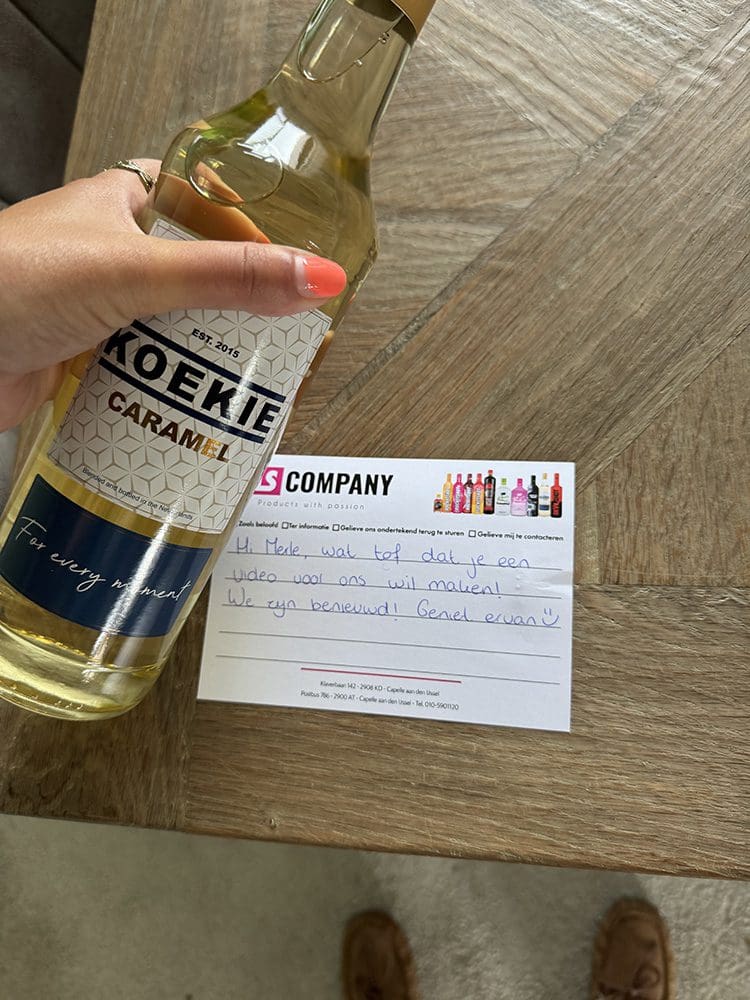 EST. 2015
KOEKIE
CARAMEL
Blended and bottled in the Netherlands
For every moment
S COMPANY
Products with passion
Zoals beloofd ☐ Ter informatie ☐ Gelieve ons ondertekend terug te sturen ☐ Gelieve mij te contacteren
Hi Merle, wat tof dat je een
video voor ons wil maken!
We zijn benieuwd! Geniet ervan
Klaverbaan 142 - 2908 KD - Capelle aan den IJssel
Postbus 786 - 2900 AT - Capelle aan den IJssel - Tel. 010-5901120